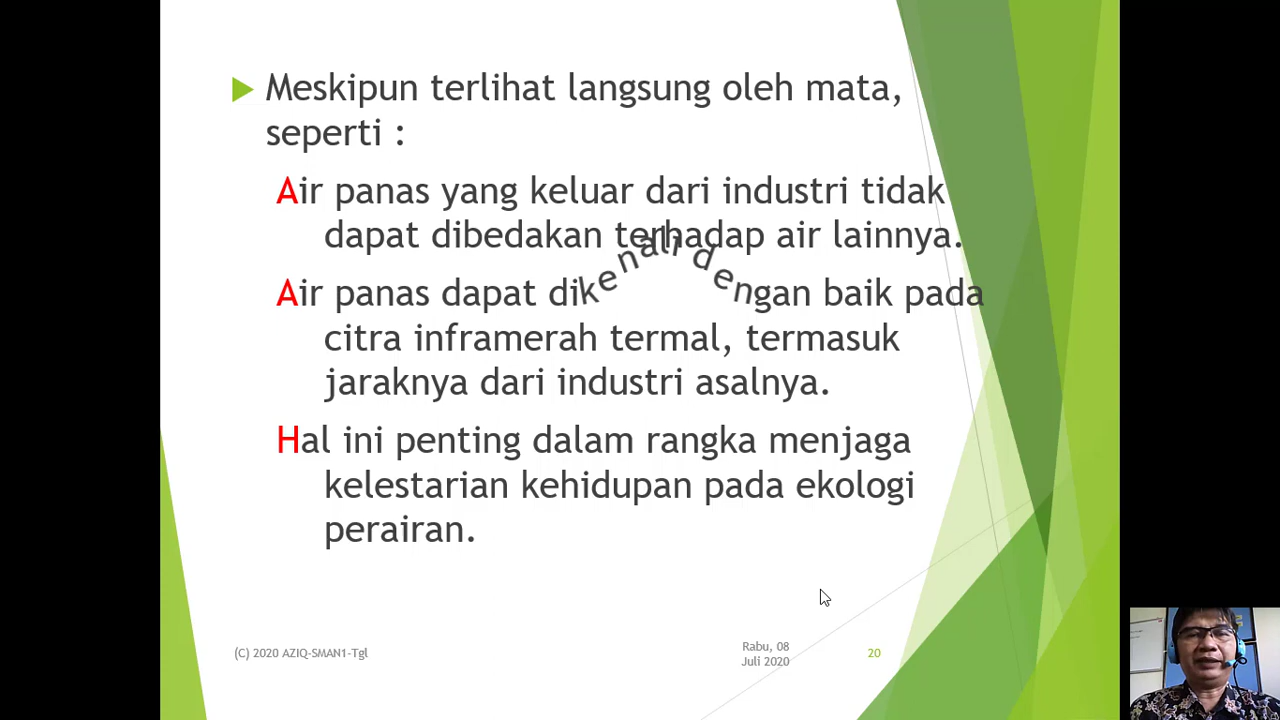 Meskipun terlihat langsung oleh mata,
seperti :
Air panas yang keluar dari industri tidak
dapat dibedakan terhadap air lainnya.
Air panas dapat dikenali dengan baik pada
citra inframerah termal, termasuk
jaraknya dari industri asalnya.
Hal ini penting dalam rangka menjaga
kelestarian kehidupan pada ekologi
perairan.
(C) 2020 AZIQ-SMAN1-Tgl
Rabu, 08
Juli 2020
20